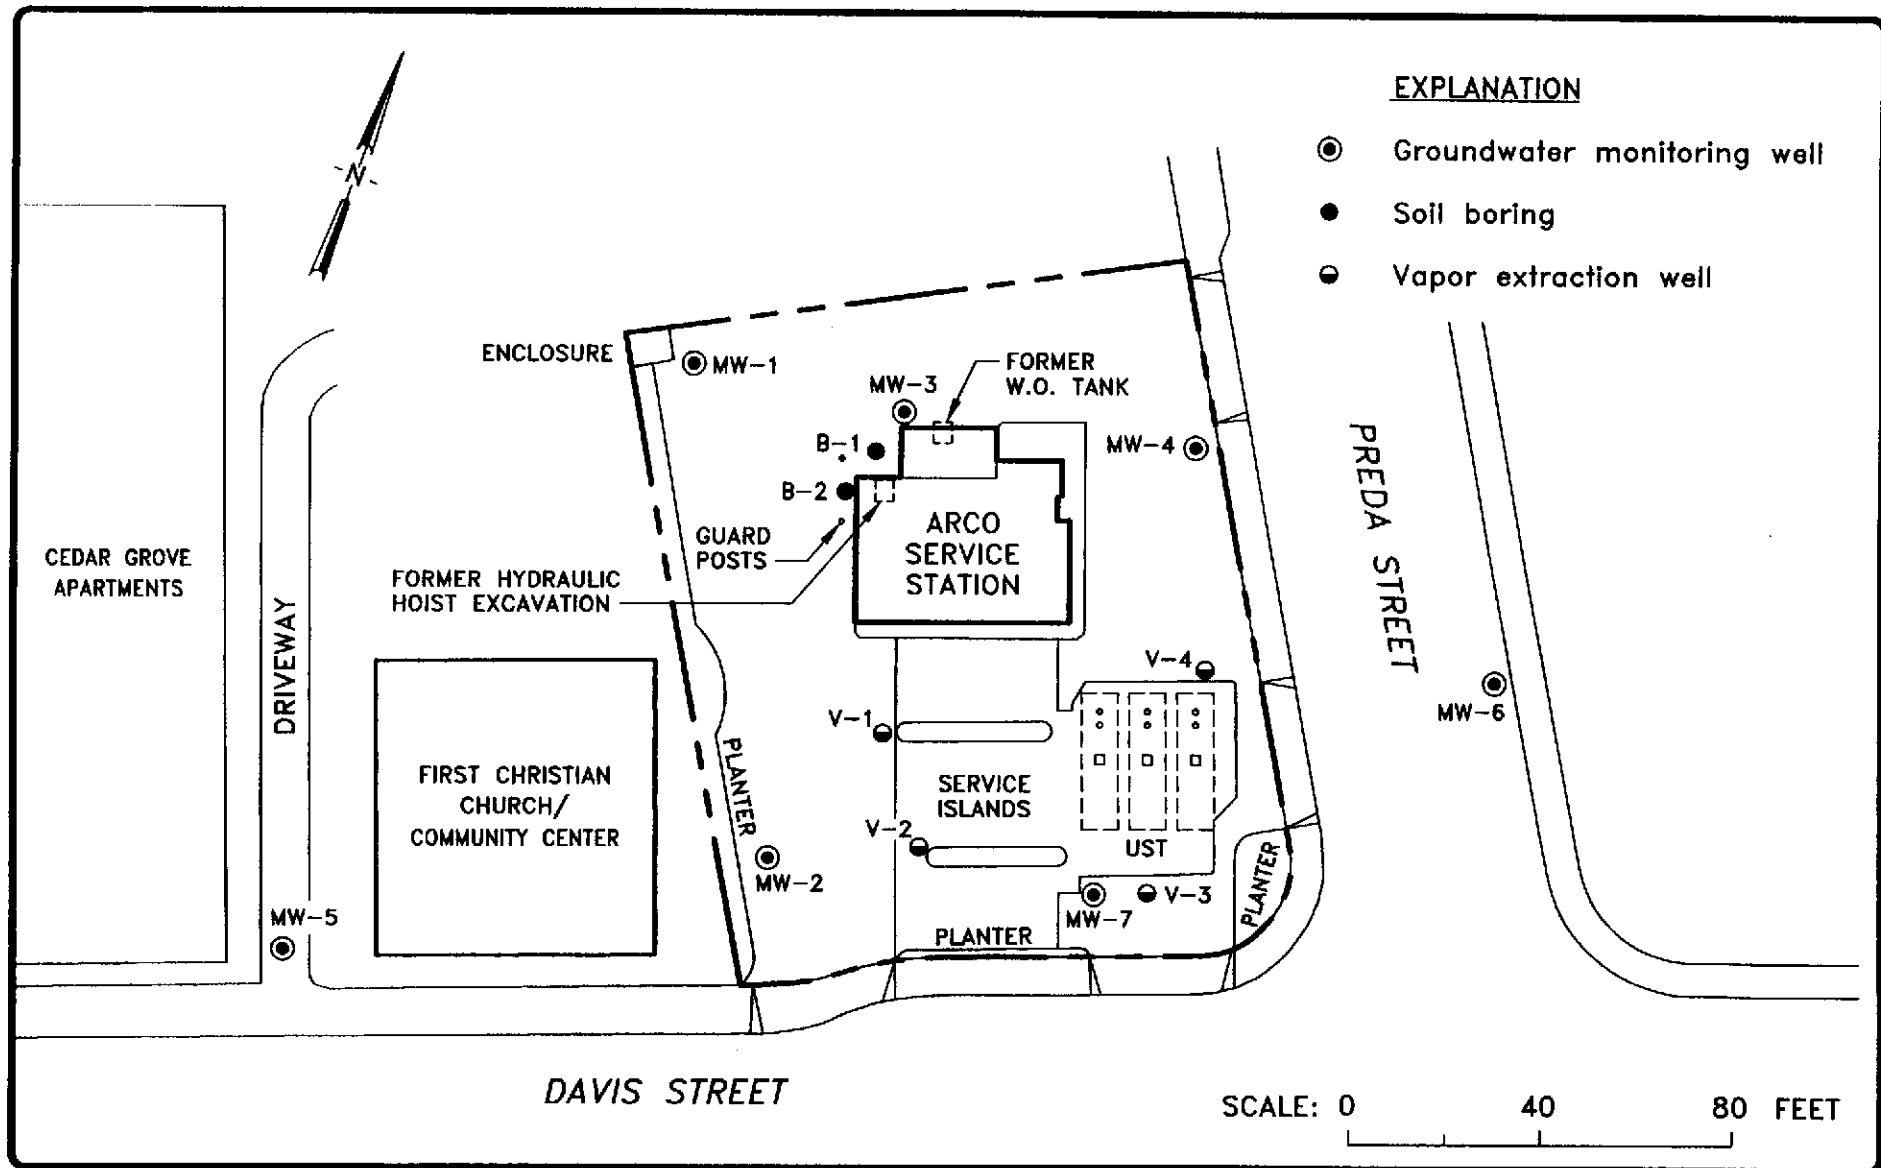 EXPLANATION
Groundwater monitoring well
Soil boring
Vapor extraction well
N
ENCLOSURE
MW-1
MW-3
FORMER
W.O. TANK
B-1
MW-4
B-2
GUARD
POSTS
ARCO
SERVICE
STATION
FORMER HYDRAULIC
HOIST EXCAVATION
CEDAR GROVE
APARTMENTS
DRIVEWAY
PREDA STREET
V-4
MW-6
V-1
PLANTER
FIRST CHRISTIAN
CHURCH/
COMMUNITY CENTER
SERVICE
ISLANDS
V-2
UST
MW-2
MW-7
V-3
PLANTER
MW-5
PLANTER
DAVIS STREET
SCALE: 0 40 80 FEET